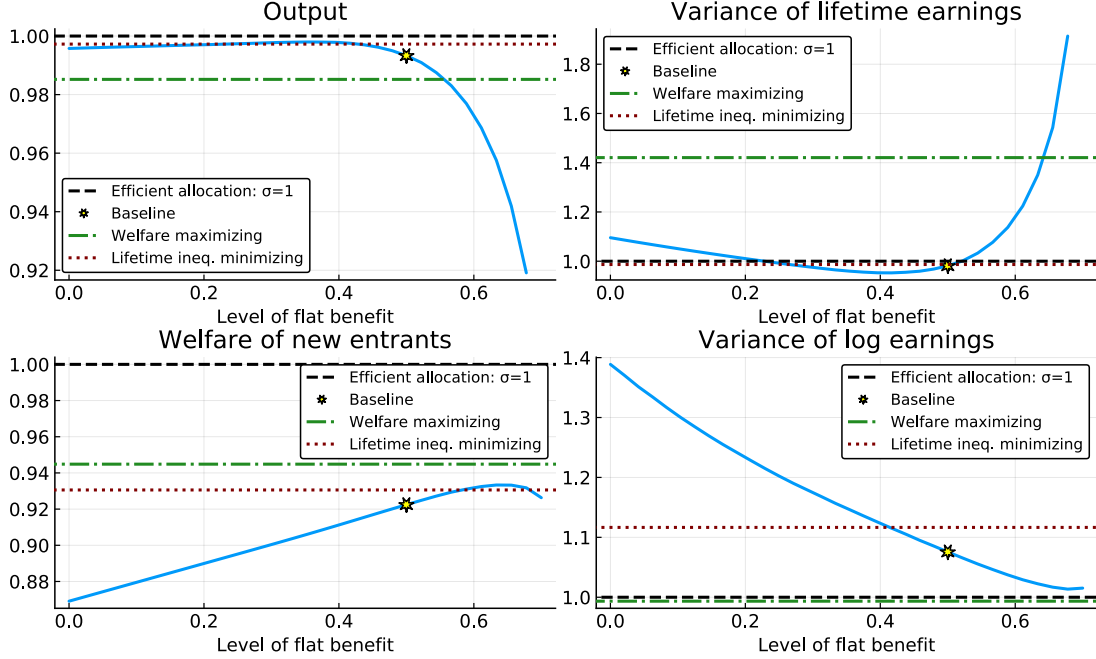 Output
1.00
0.98
0.96
0.94
0.92
Efficient allocation: σ=1
Baseline
Welfare maximizing
Lifetime ineq. minimizing
0.0 0.2 0.4 0.6
Level of flat benefit
Variance of lifetime earnings
1.8
1.6
1.4
1.2
1.0
Efficient allocation: σ=1
Baseline
Welfare maximizing
Lifetime ineq. minimizing
0.0 0.2 0.4 0.6
Level of flat benefit
Welfare of new entrants
1.00
0.98
0.96
0.94
0.92
0.90
0.88
Efficient allocation: σ=1
Baseline
Welfare maximizing
Lifetime ineq. minimizing
0.0 0.2 0.4 0.6
Level of flat benefit
Variance of log earnings
1.4
1.3
1.2
1.1
1.0
Efficient allocation: σ=1
Baseline
Welfare maximizing
Lifetime ineq. minimizing
0.0 0.2 0.4 0.6
Level of flat benefit